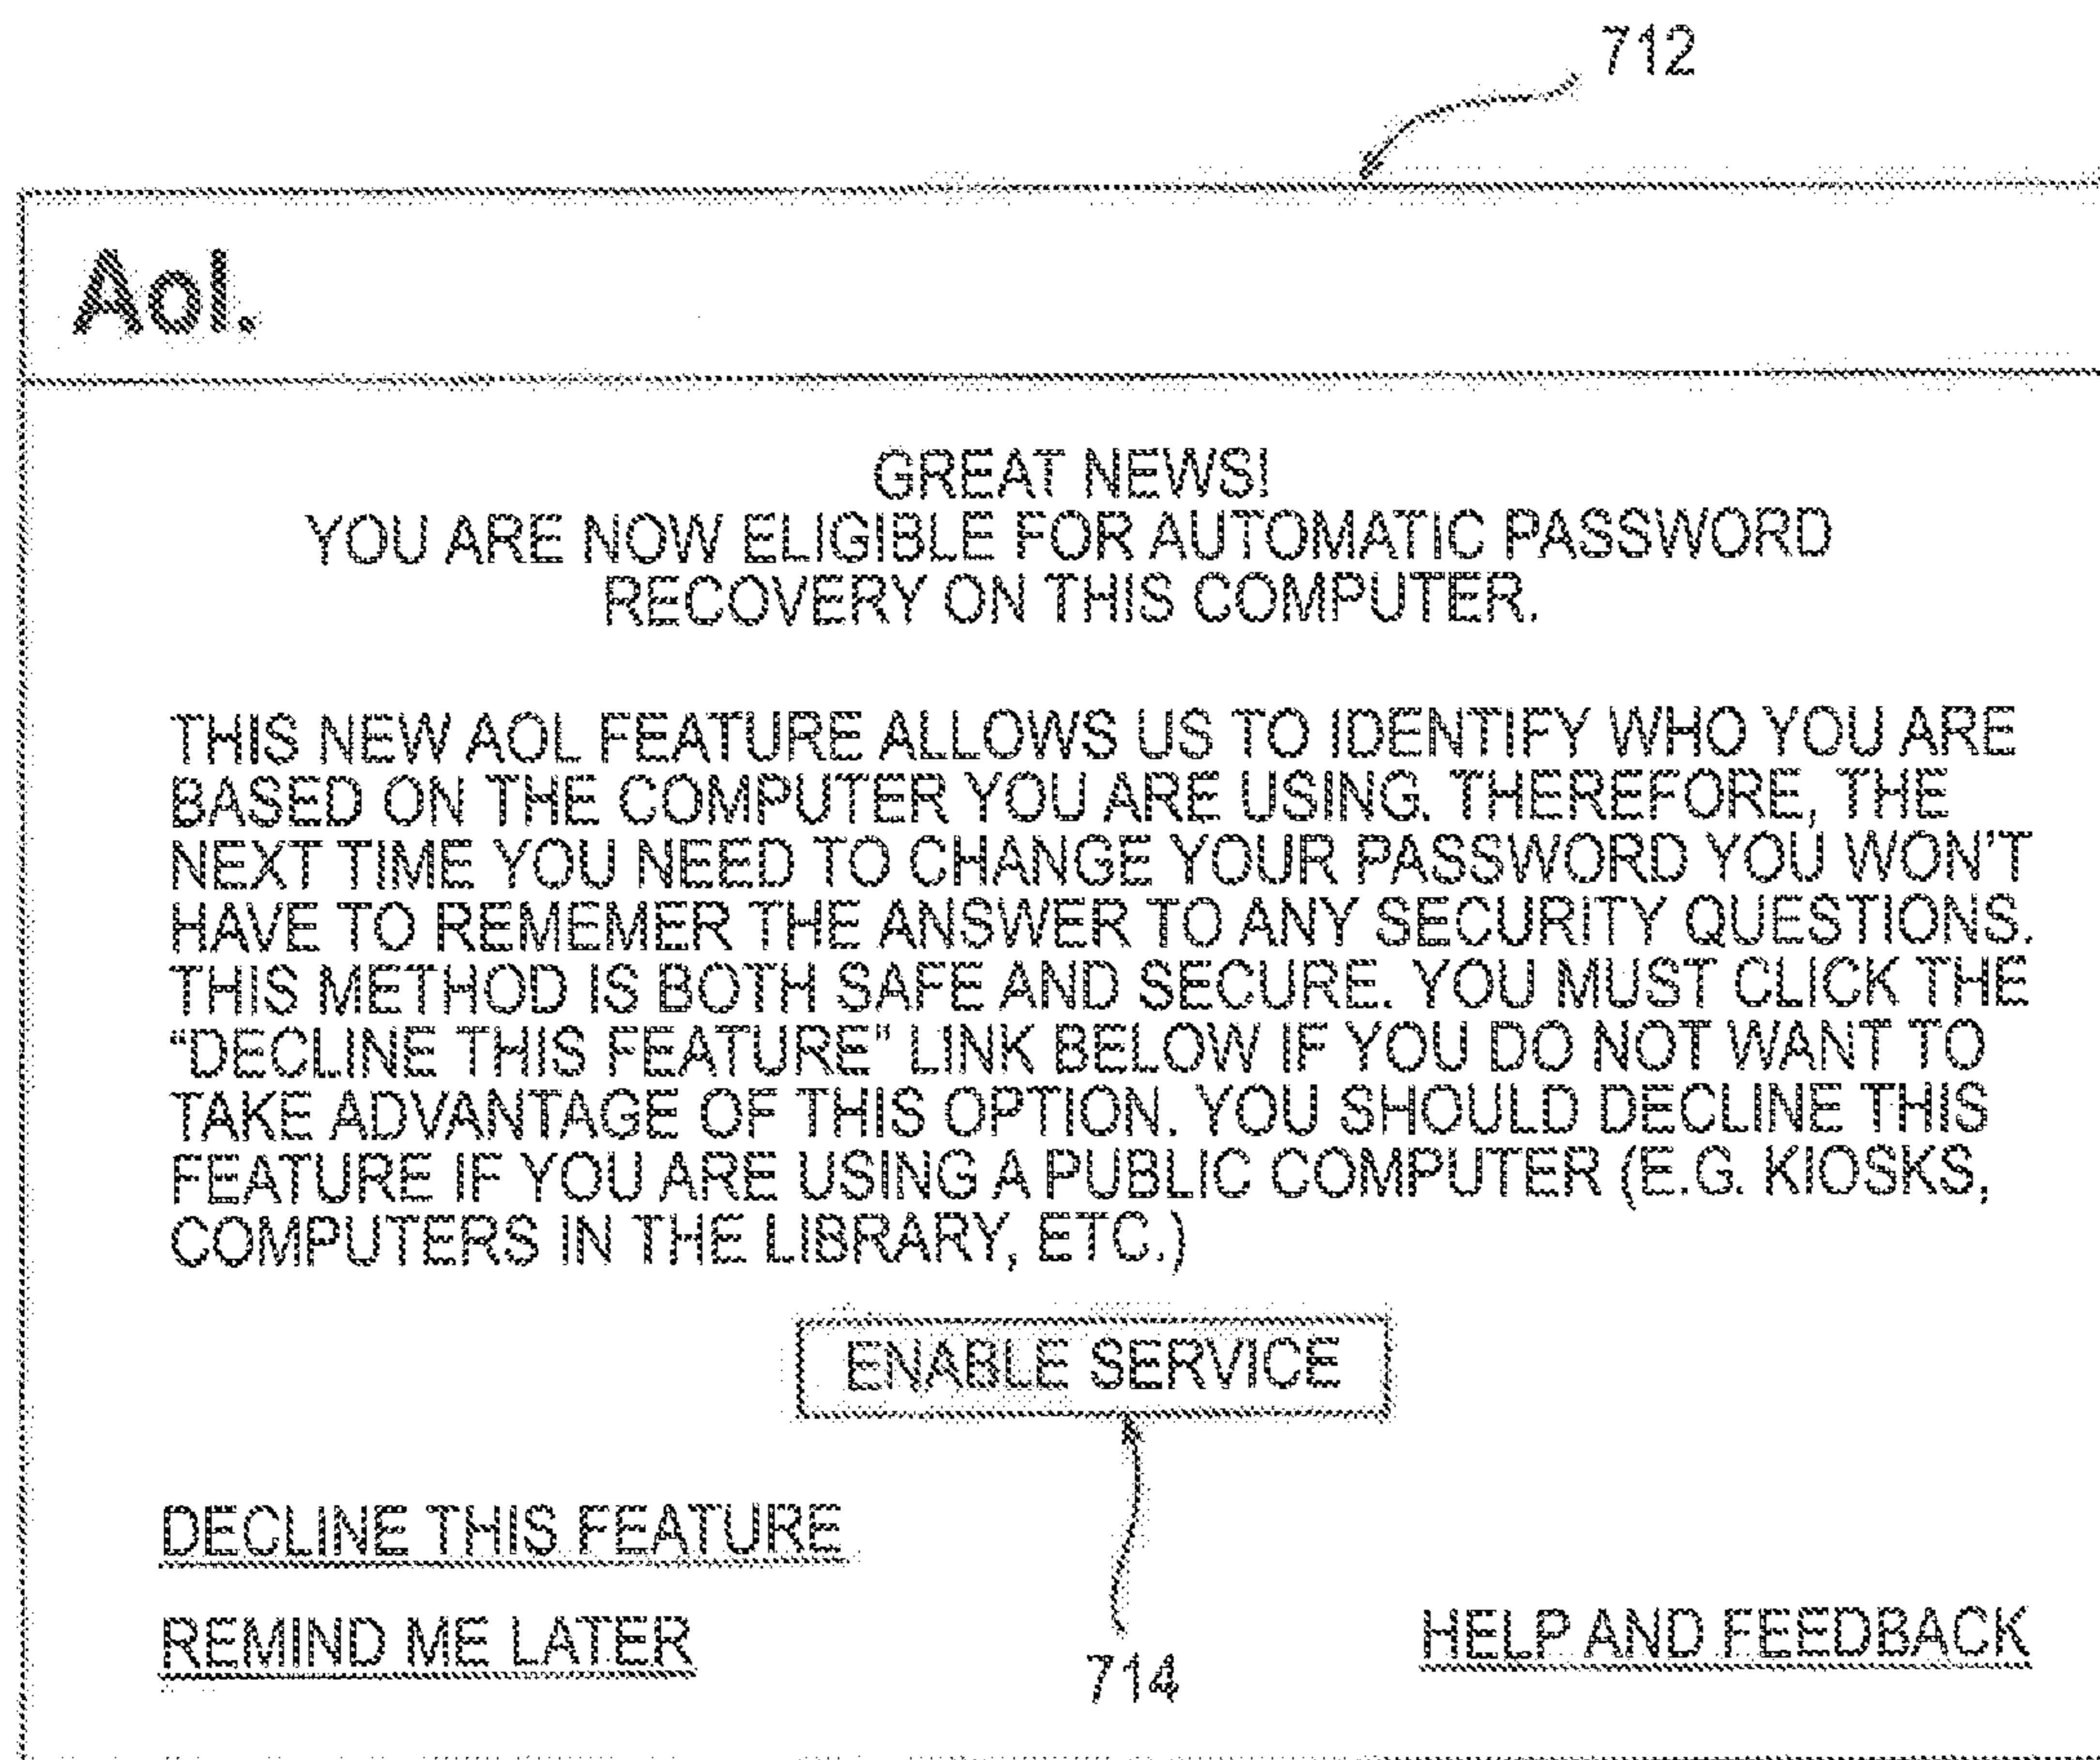 712
Aol.
GREAT NEWS!
YOU ARE NOW ELIGIBLE FOR AUTOMATIC PASSWORD
RECOVERY ON THIS COMPUTER.
THIS NEW AOL FEATURE ALLOWS US TO IDENTIFY WHO YOU ARE
BASED ON THE COMPUTER YOU ARE USING. THEREFORE, THE
NEXT TIME YOU NEED TO CHANGE YOUR PASSWORD YOU WON'T
HAVE TO REMEMER THE ANSWER TO ANY SECURITY QUESTIONS.
THIS METHOD IS BOTH SAFE AND SECURE. YOU MUST CLICK THE
"DECLINE THIS FEATURE" LINK BELOW IF YOU DO NOT WANT TO
TAKE ADVANTAGE OF THIS OPTION. YOU SHOULD DECLINE THIS
FEATURE IF YOU ARE USING A PUBLIC COMPUTER (E.G. KIOSKS,
COMPUTERS IN THE LIBRARY, ETC.)
ENABLE SERVICE
DECLINE THIS FEATURE
REMIND ME LATER
HELP AND FEEDBACK
714